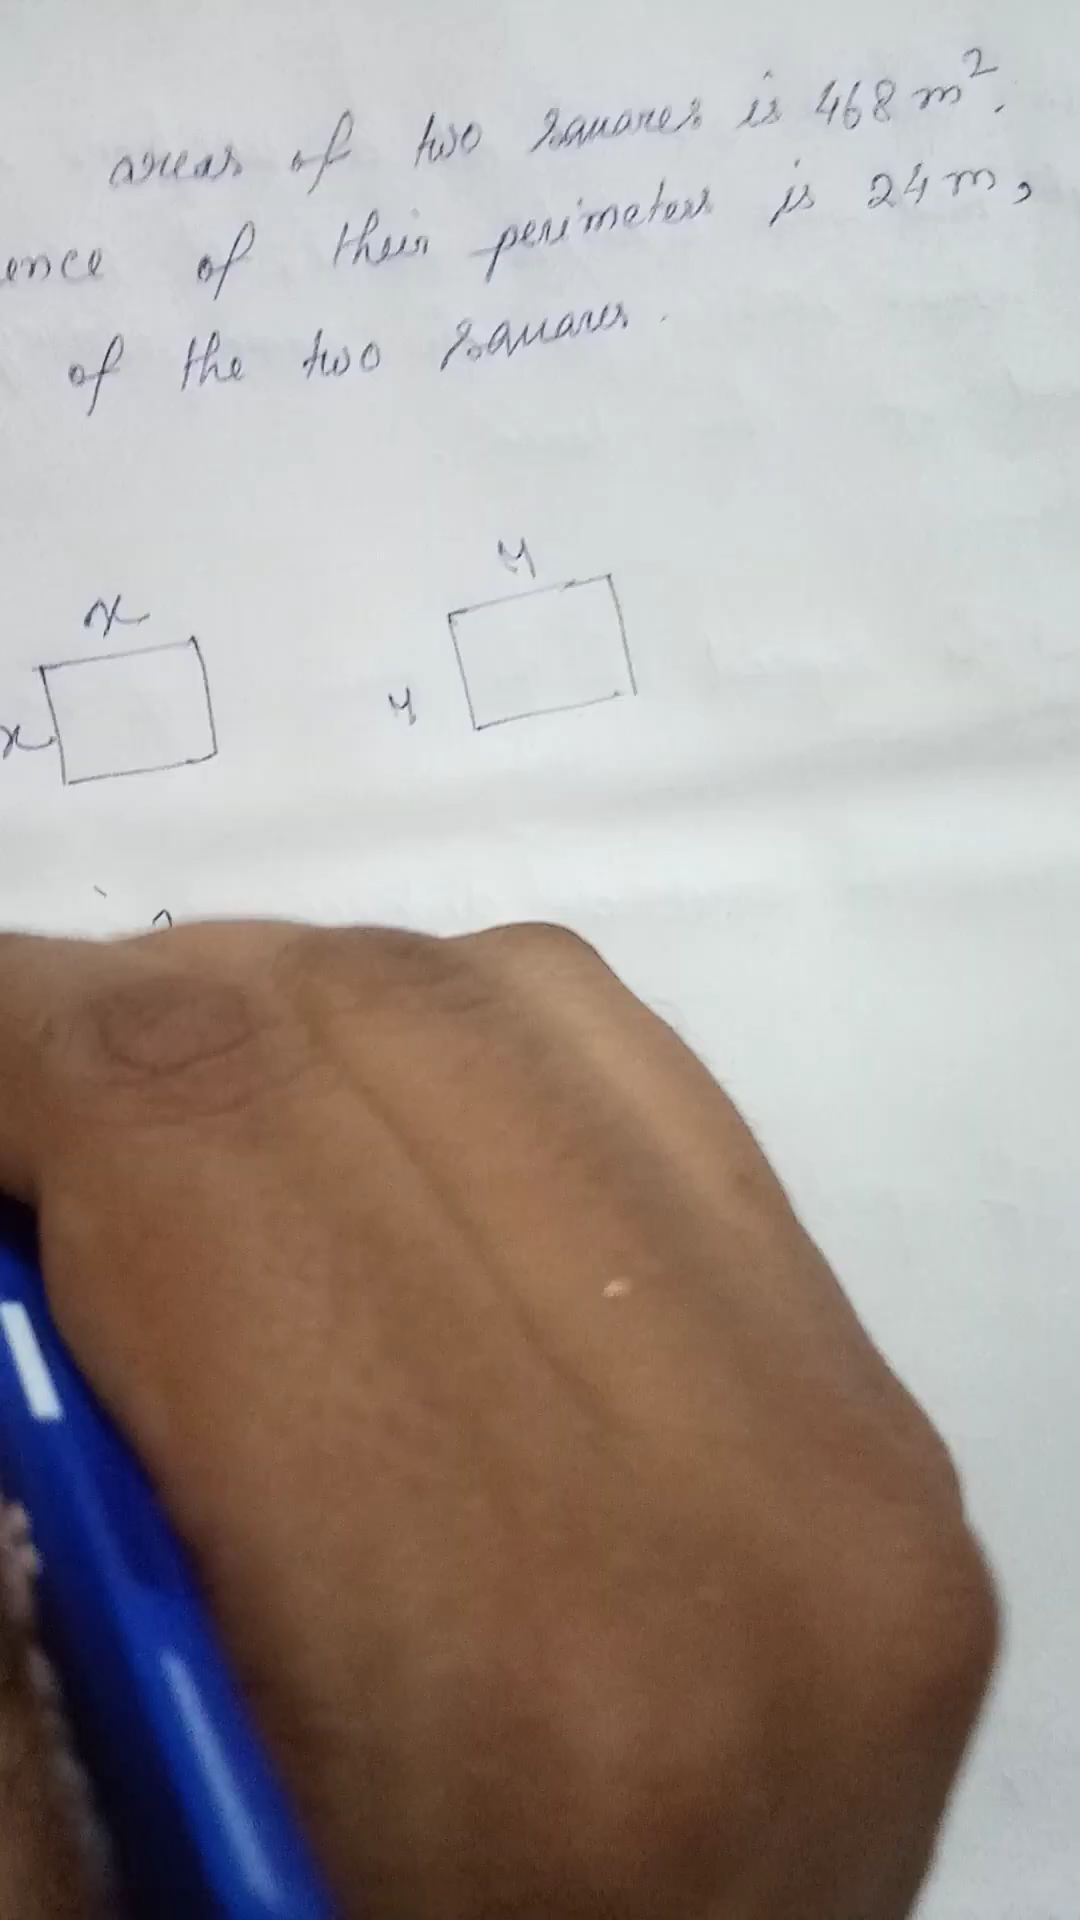 areas of two squares is 468 m².
ence of their perimeters is 24 m,
of the two squares.
x
y
x
y